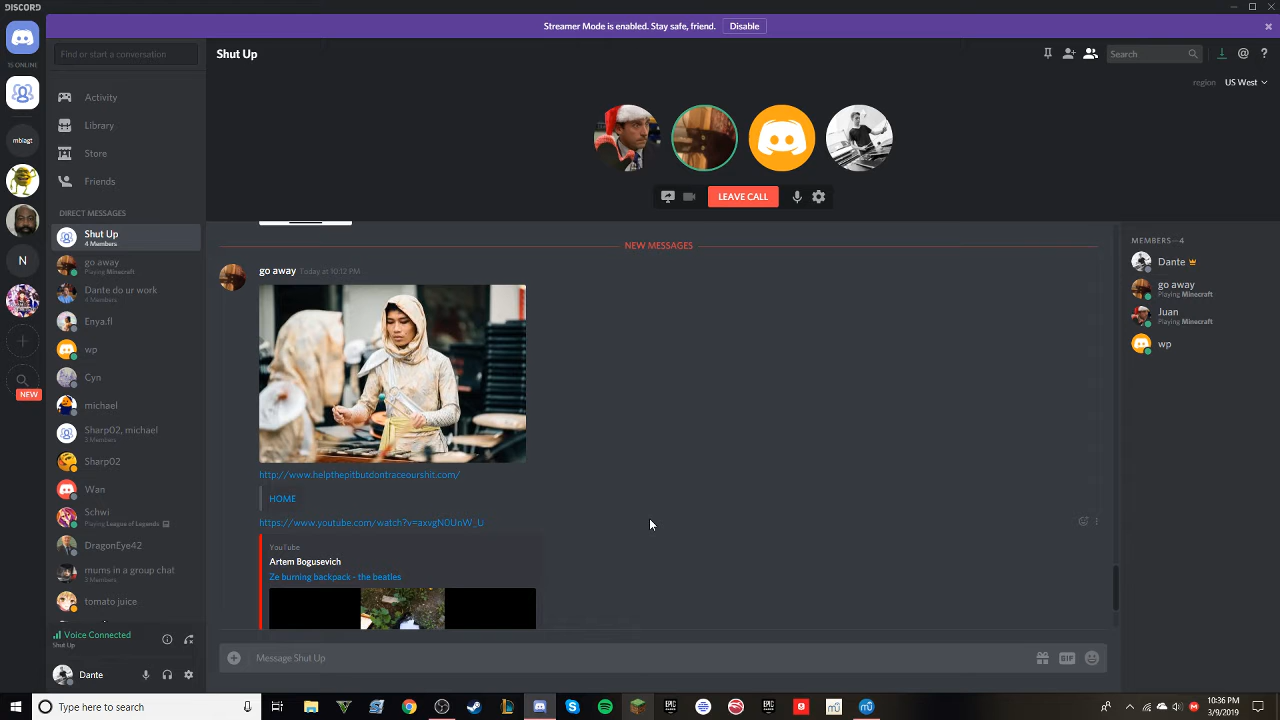 DISCORD
Streamer Mode is enabled. Stay safe, friend.
Disable
15 ONLINE
mblagt
N
NEW
Find or start a conversation
Activity
Library
Store
Friends
DIRECT MESSAGES
Shut Up
4 Members
go away
Playing Minecraft
Dante do ur work
4 Members
Enya.fl
wp
Cyn
michael
Sharp02, michael
3 Members
Sharp02
Wan
Schwi
Playing League of Legends
DragonEye42
mums in a group chat
3 Members
tomato juice
Voice Connected
Shut Up
Dante
Shut Up
Search
region US West
LEAVE CALL
NEW MESSAGES
go away Today at 10:12 PM
http://www.helpthepitbutdontraceourshit.com/
HOME
https://www.youtube.com/watch?v=axvgN0UnW_U
YouTube
Artem Bogusevich
Ze burning backpack - the beatles
Message Shut Up
GIF
MEMBERS—4
Dante
go away
Playing Minecraft
Juan
Playing Minecraft
wp
Type here to search
10:36 PM
3/9/2019